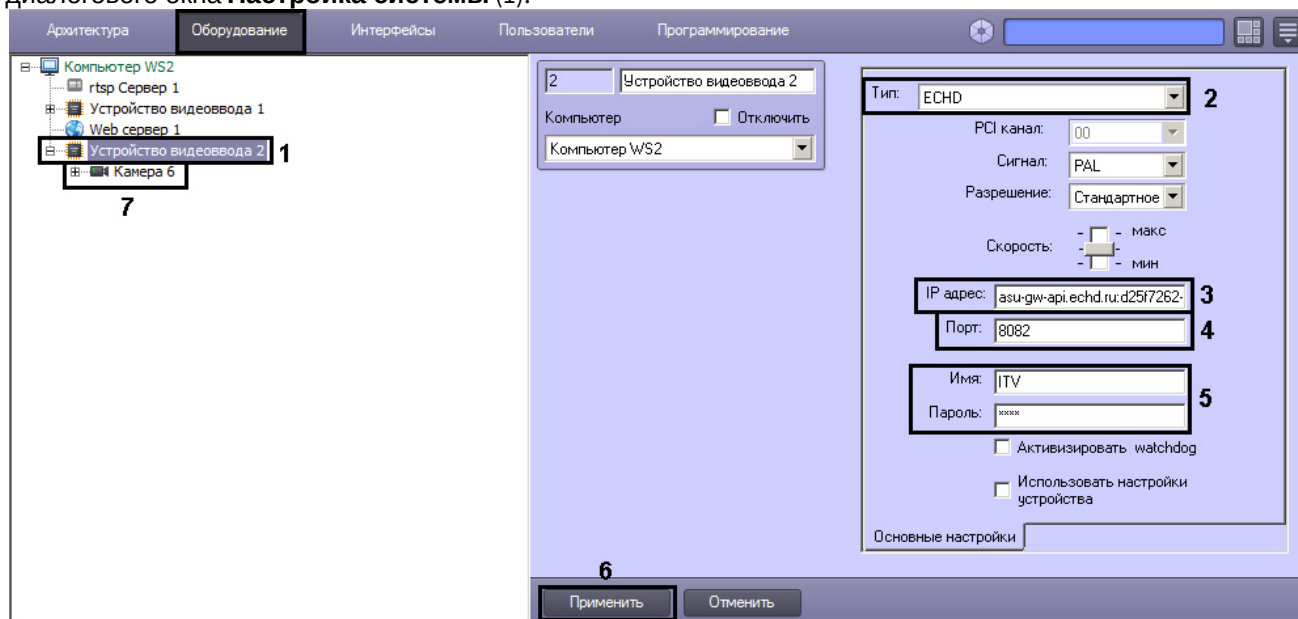 диалогового окна Настройка системы (1).
Архитектура Оборудование Интерфейсы Пользователи Программирование
Компьютер WS2
rtsp Сервер 1
Устройство видеоввода 1
Web сервер 1
Устройство видеоввода 2 1
Камера 6
7
2 Устройство видеоввода 2
Компьютер Отключить
Компьютер WS2
Тип: ECHD 2
PCI канал: 00
Сигнал: PAL
Разрешение: Стандартное
- - макс
Скорость: - -
- - мин
IP адрес: asu-gw-api.echd.ru:d25f7262- 3
Порт: 8082 4
Имя: ITV
5
Пароль: ****
Активизировать watchdog
Использовать настройки
устройства
Основные настройки
6
Применить Отменить